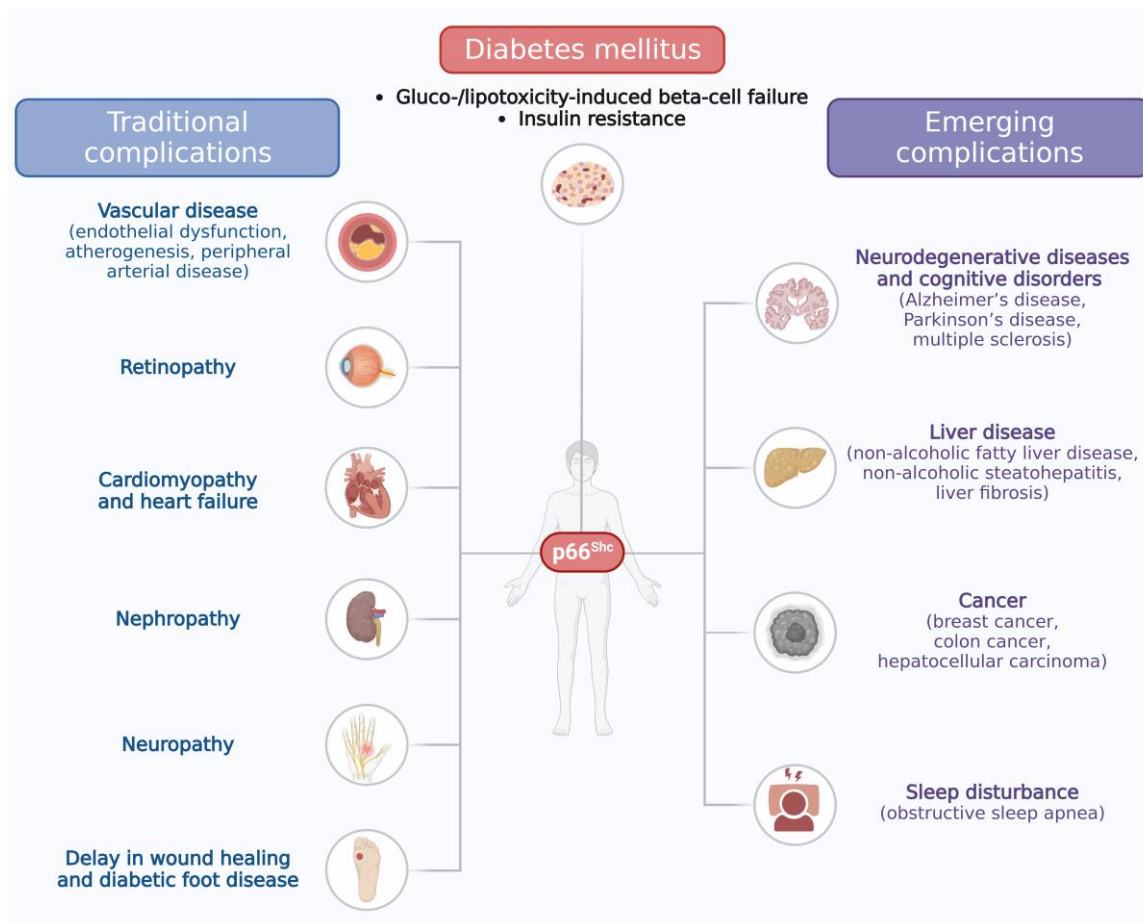 Diabetes mellitus
• Gluco-/lipotoxicity-induced beta-cell failure
• Insulin resistance
Traditional
complications
Vascular disease
(endothelial dysfunction,
atherogenesis, peripheral
arterial disease)
Retinopathy
Cardiomyopathy
and heart failure
Nephropathy
Neuropathy
Delay in wound healing
and diabetic foot disease
p66Shc
Emerging
complications
Neurodegenerative diseases
and cognitive disorders
(Alzheimer’s disease,
Parkinson’s disease,
multiple sclerosis)
Liver disease
(non-alcoholic fatty liver disease,
non-alcoholic steatohepatitis,
liver fibrosis)
Cancer
(breast cancer,
colon cancer,
hepatocellular carcinoma)
Sleep disturbance
(obstructive sleep apnea)